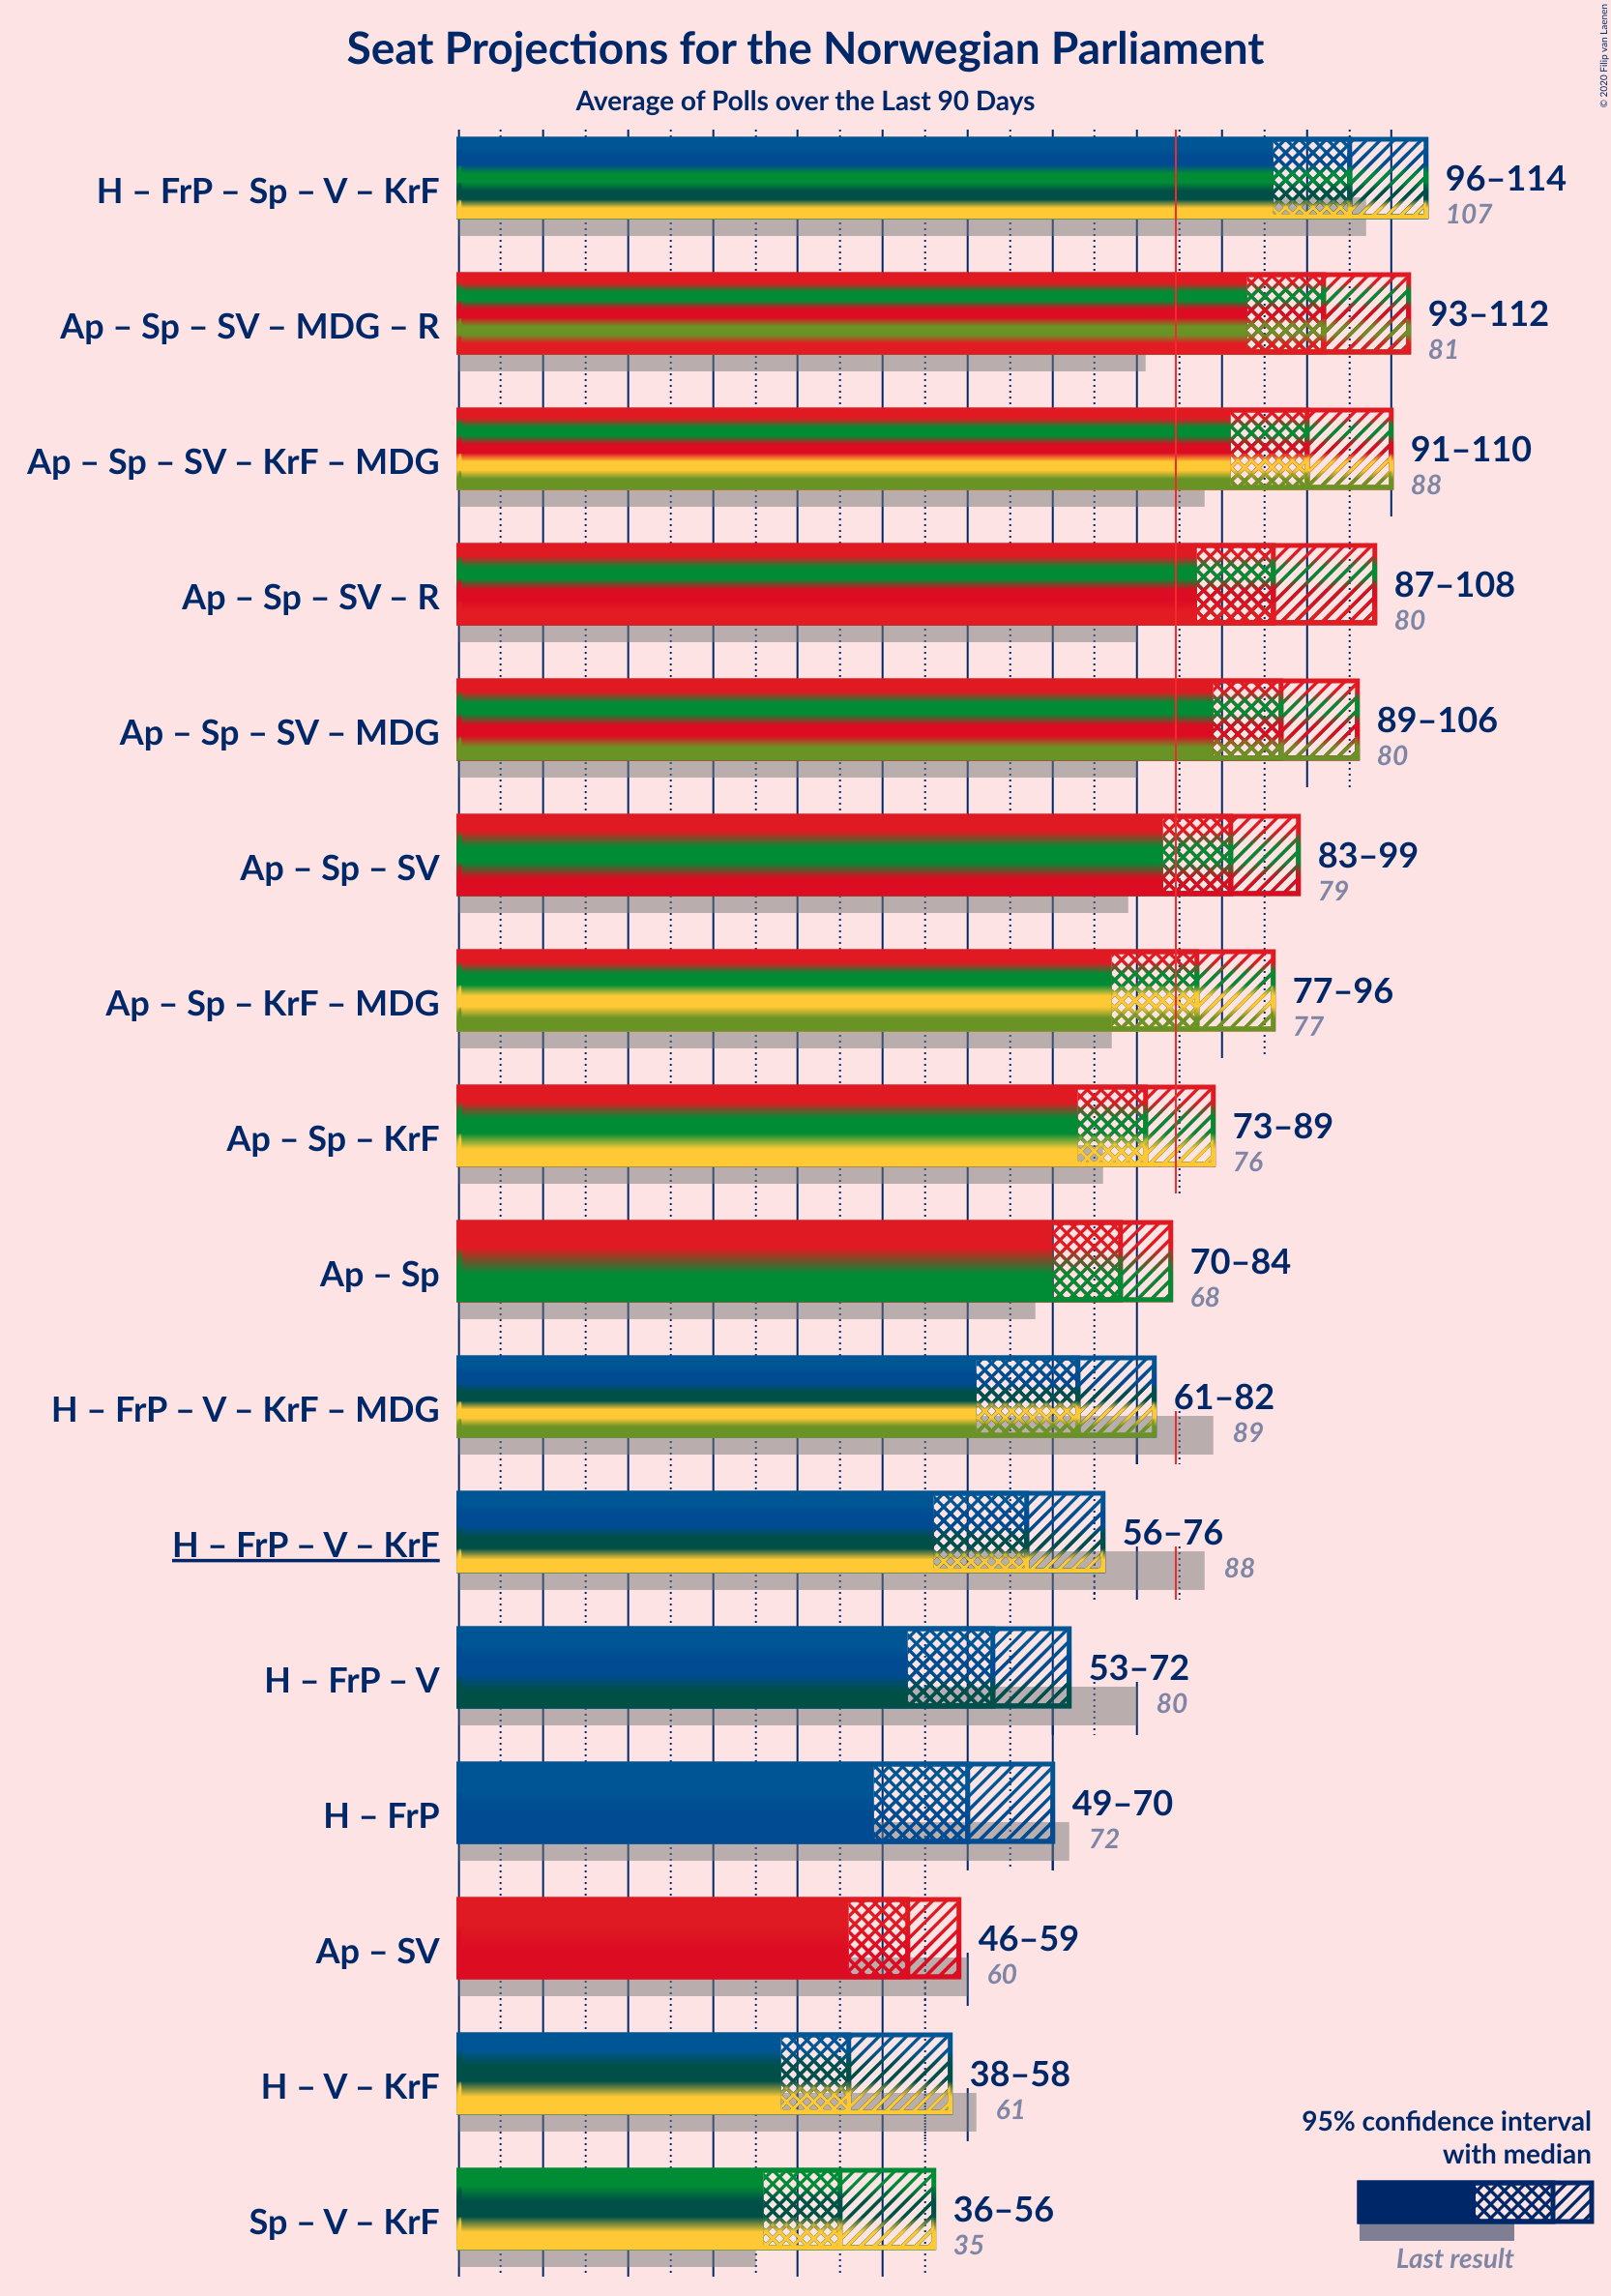 © 2020 Filip van Laenen
Seat Projections for the Norwegian Parliament
Average of Polls over the Last 90 Days
H – FrP – Sp – V – KrF
96–114
107
Ap – Sp – SV – MDG – R
93–112
81
Ap – Sp – SV – KrF – MDG
91–110
88
Ap – Sp – SV – R
87–108
80
Ap – Sp – SV – MDG
89–106
80
Ap – Sp – SV
83–99
79
Ap – Sp – KrF – MDG
77–96
77
Ap – Sp – KrF
73–89
76
Ap – Sp
70–84
68
H – FrP – V – KrF – MDG
61–82
89
H – FrP – V – KrF
56–76
88
H – FrP – V
53–72
80
H – FrP
49–70
72
Ap – SV
46–59
60
H – V – KrF
38–58
61
Sp – V – KrF
36–56
35
95% confidence interval
with median
Last result